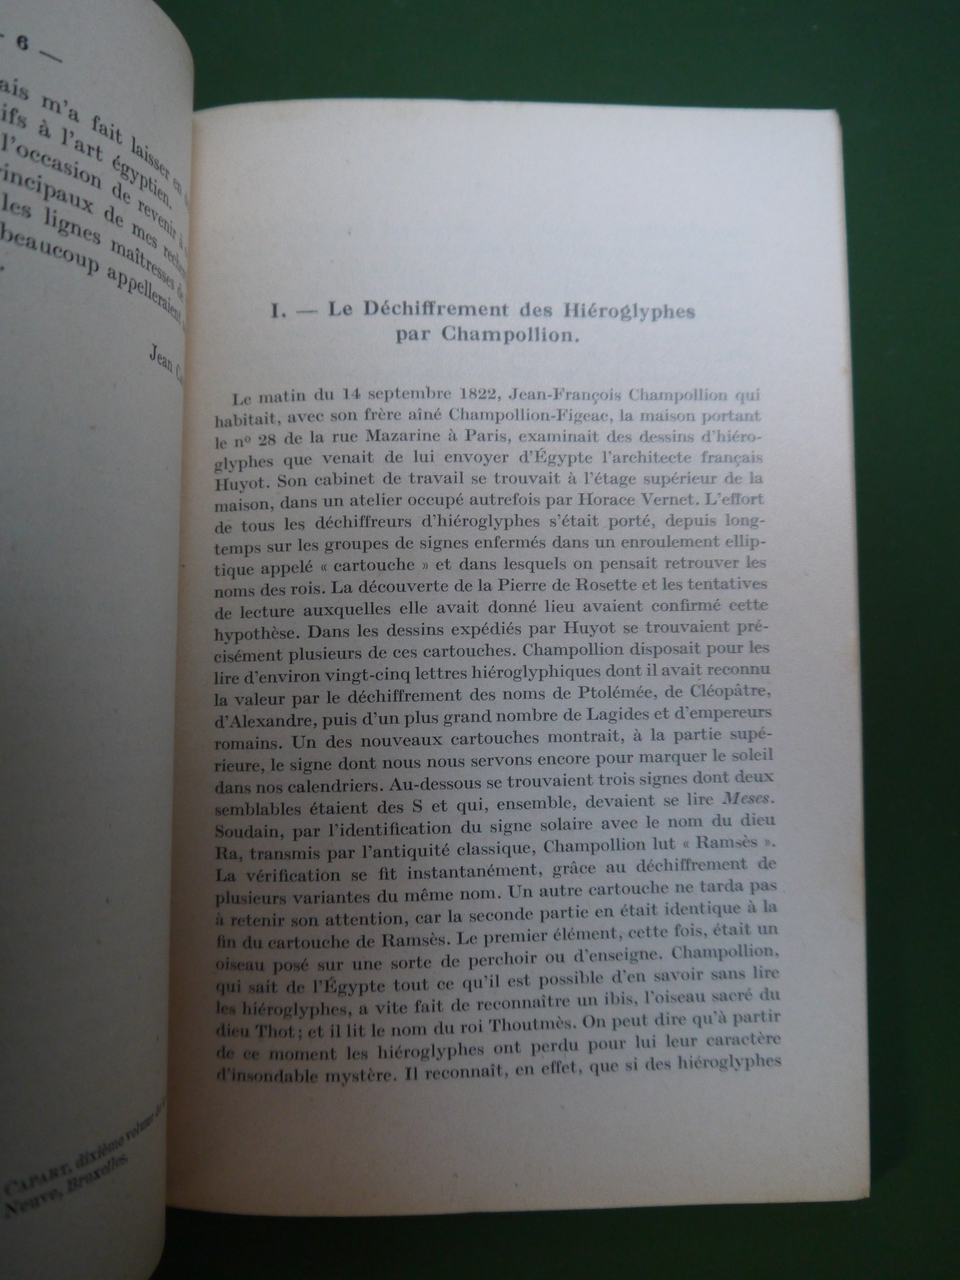 — 6 —
ais m'a fait laisser en
ifs à l'art égyptien.
l'occasion de revenir à
rincipaux de mes
les lignes maîtresses de
beaucoup appelleraient
Jean
CAPART, dixième volume de
Neuve, Bruxelles.
I. — Le Déchiffrement des Hiéroglyphes
par Champollion.
Le matin du 14 septembre 1822, Jean-François Champollion qui
habitait, avec son frère aîné Champollion-Figeac, la maison portant
le nº 28 de la rue Mazarine à Paris, examinait des dessins d'hiéro-
glyphes que venait de lui envoyer d'Égypte l'architecte français
Huyot. Son cabinet de travail se trouvait à l'étage supérieur de la
maison, dans un atelier occupé autrefois par Horace Vernet. L'effort
de tous les déchiffreurs d'hiéroglyphes s'était porté, depuis long-
temps sur les groupes de signes enfermés dans un enroulement ellip-
tique appelé « cartouche » et dans lesquels on pensait retrouver les
noms des rois. La découverte de la Pierre de Rosette et les tentatives
de lecture auxquelles elle avait donné lieu avaient confirmé cette
hypothèse. Dans les dessins expédiés par Huyot se trouvaient pré-
cisément plusieurs de ces cartouches. Champollion disposait pour les
lire d'environ vingt-cinq lettres hiéroglyphiques dont il avait reconnu
la valeur par le déchiffrement des noms de Ptolémée, de Cléopâtre,
d'Alexandre, puis d'un plus grand nombre de Lagides et d'empereurs
romains. Un des nouveaux cartouches montrait, à la partie supé-
rieure, le signe dont nous nous servons encore pour marquer le soleil
dans nos calendriers. Au-dessous se trouvaient trois signes dont deux
semblables étaient des S et qui, ensemble, devaient se lire Meses.
Soudain, par l'identification du signe solaire avec le nom du dieu
Ra, transmis par l'antiquité classique, Champollion lut « Ramsès ».
La vérification se fit instantanément, grâce au déchiffrement de
plusieurs variantes du même nom. Un autre cartouche ne tarda pas
à retenir son attention, car la seconde partie en était identique à la
fin du cartouche de Ramsès. Le premier élément, cette fois, était un
oiseau posé sur une sorte de perchoir ou d'enseigne. Champollion,
qui sait de l'Égypte tout ce qu'il est possible d'en savoir sans lire
les hiéroglyphes, a vite fait de reconnaître un ibis, l'oiseau sacré du
dieu Thot; et il lit le nom du roi Thoutmès. On peut dire qu'à partir
de ce moment les hiéroglyphes ont perdu pour lui leur caractère
d'insondable mystère. Il reconnaît, en effet, que si des hiéroglyphes